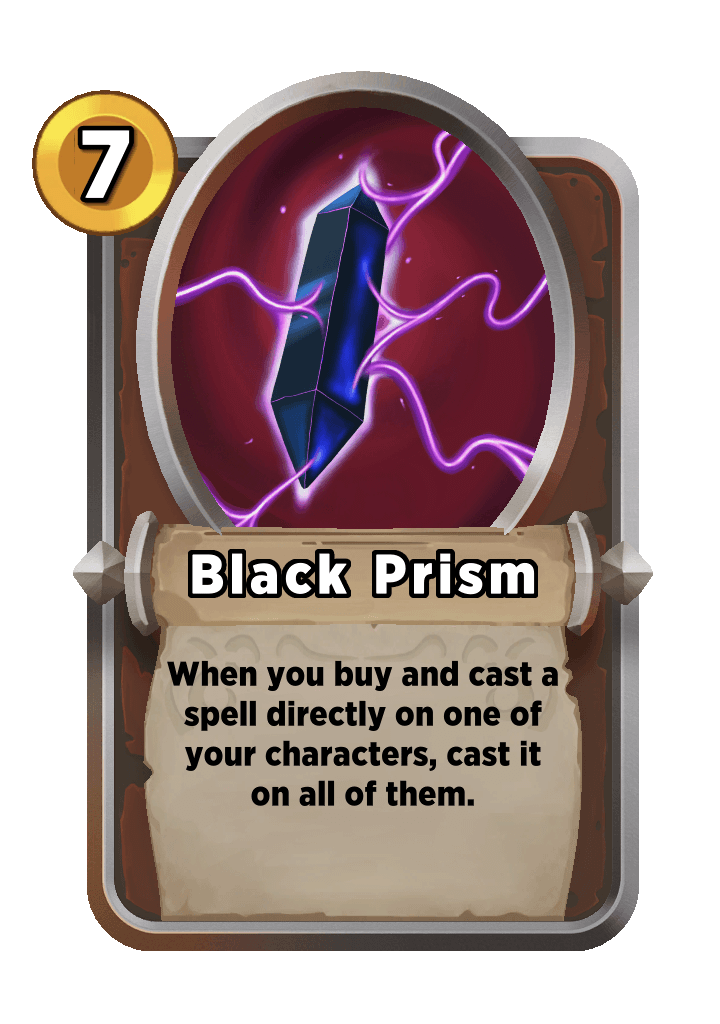 7
Black Prism
When you buy and cast a
spell directly on one of
your characters, cast it
on all of them.